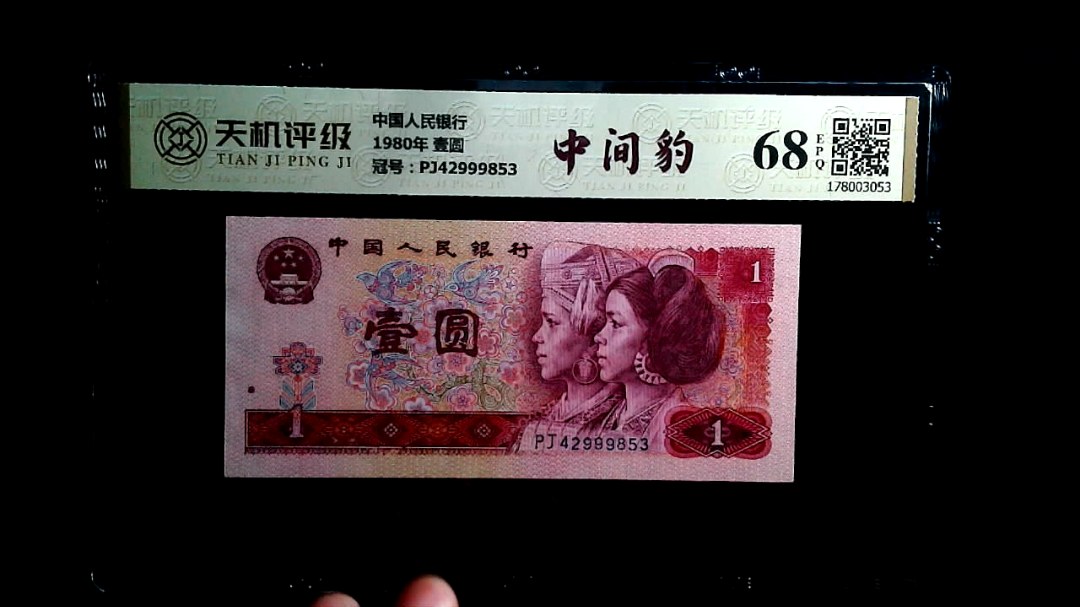 天机评级
TIAN JI PING JI
中国人民银行
1980年 壹圆
冠号：PJ42999853
中间豹
68
EPQ
178003053
中国人民银行
1
壹圆
1
PJ42999853
1